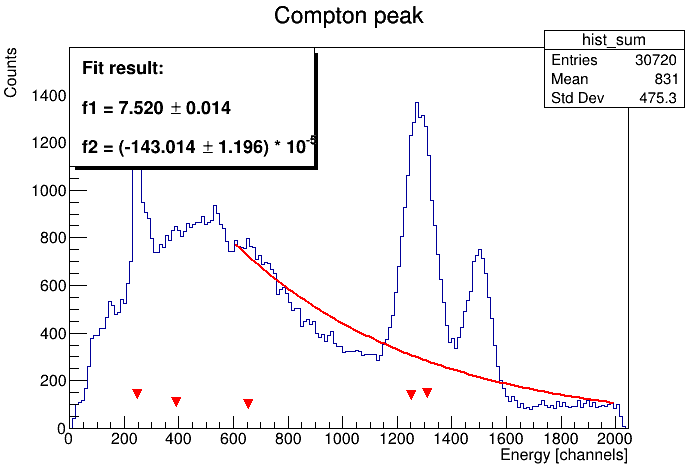 Compton peak
hist_sum
Entries 30720
Mean 831
Std Dev 475.3
Counts
Fit result:
f1 = 7.520 ± 0.014
f2 = (-143.014 ± 1.196) * 10^-5
1400
1200
1000
800
600
400
200
0
0 200 400 600 800 1000 1200 1400 1600 1800 2000
Energy [channels]